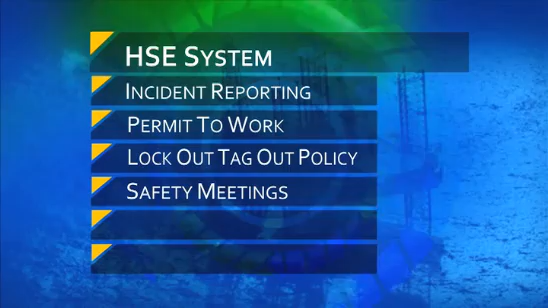 HSE System
Incident Reporting
Permit To Work
Lock Out Tag Out Policy
Safety Meetings